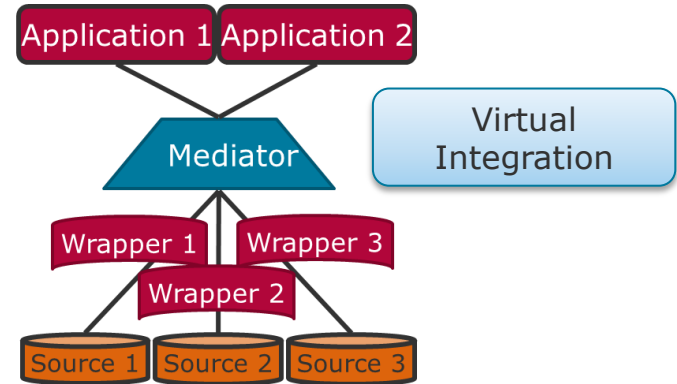 Application 1
Application 2
Virtual
Integration
Mediator
Wrapper 1
Wrapper 3
Wrapper 2
Source 1
Source 2
Source 3